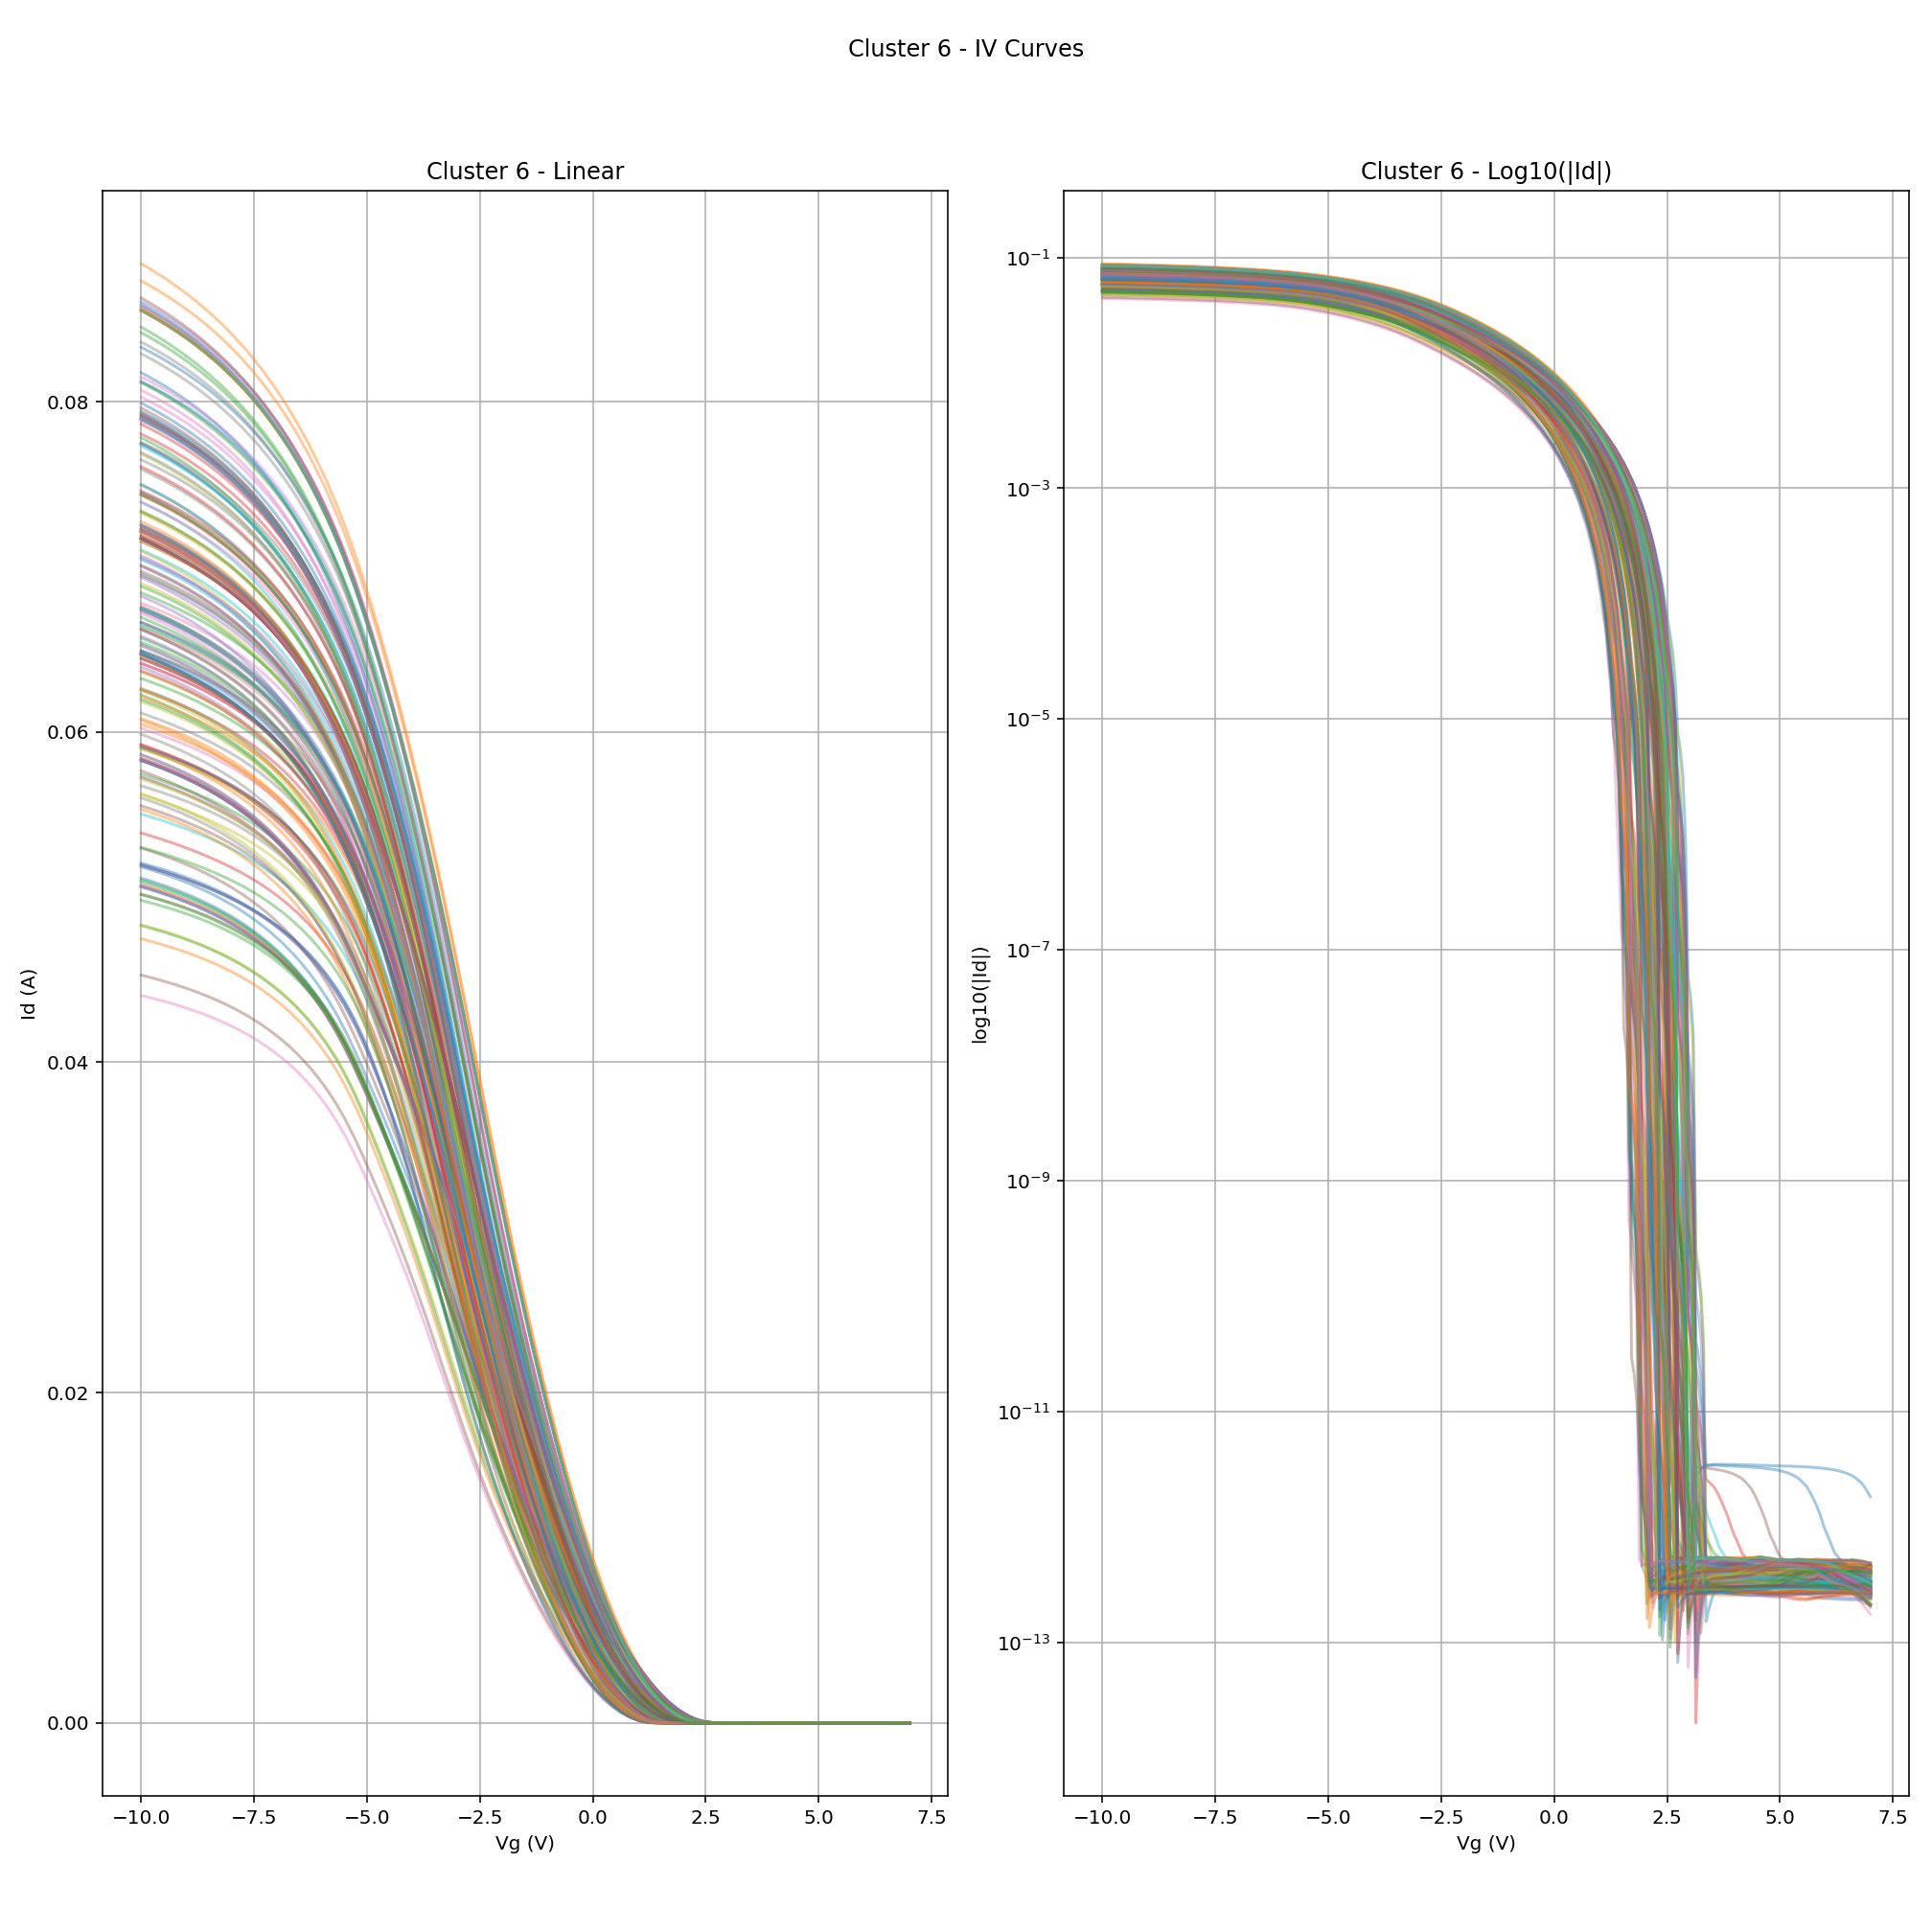 Cluster 6 - IV Curves
Cluster 6 - Linear
Id (A)
0.08
0.06
0.04
0.02
0.00
−10.0 −7.5 −5.0 −2.5 0.0 2.5 5.0 7.5
Vg (V)
Cluster 6 - Log10(|Id|)
log10(|Id|)
10⁻¹
10⁻³
10⁻⁵
10⁻⁷
10⁻⁹
10⁻¹¹
10⁻¹³
−10.0 −7.5 −5.0 −2.5 0.0 2.5 5.0 7.5
Vg (V)